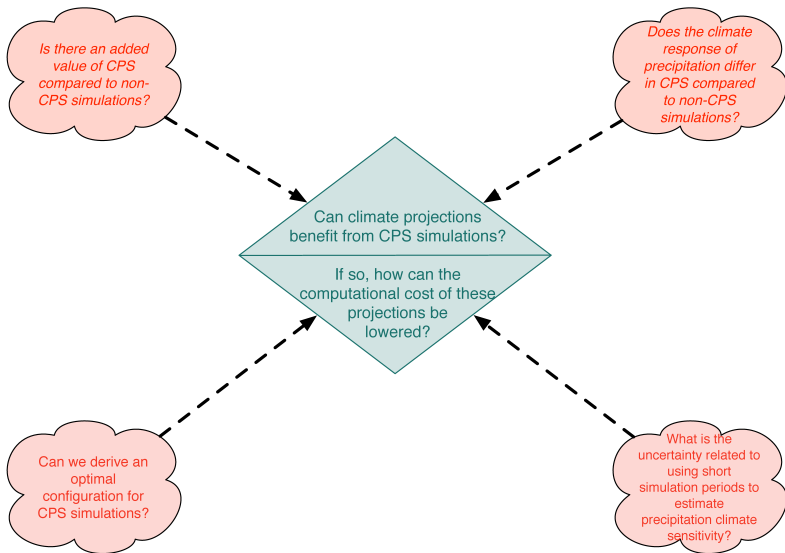 Is there an added
value of CPS
compared to non-
CPS simulations?
Does the climate
response of
precipitation differ
in CPS compared
to non-CPS
simulations?
Can climate projections
benefit from CPS simulations?
If so, how can the
computational cost of these
projections be
lowered?
Can we derive an
optimal
configuration for
CPS simulations?
What is the
uncertainty related to
using short
simulation periods to
estimate
precipitation climate
sensitivity?